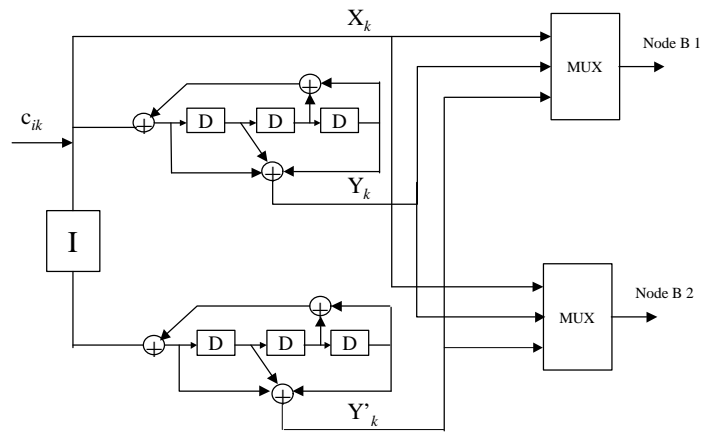 X_k
Node B 1
MUX
D D D
c_ik
Y_k
I
Node B 2
MUX
D D D
Y'_k